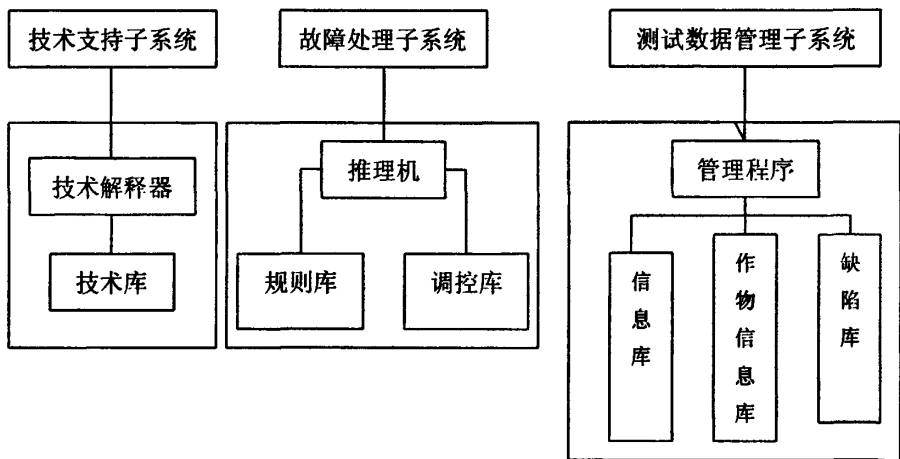 技术支持子系统
故障处理子系统
测试数据管理子系统
技术解释器
技术库
推理机
规则库
调控库
管理程序
信息库
作物信息库
缺陷库